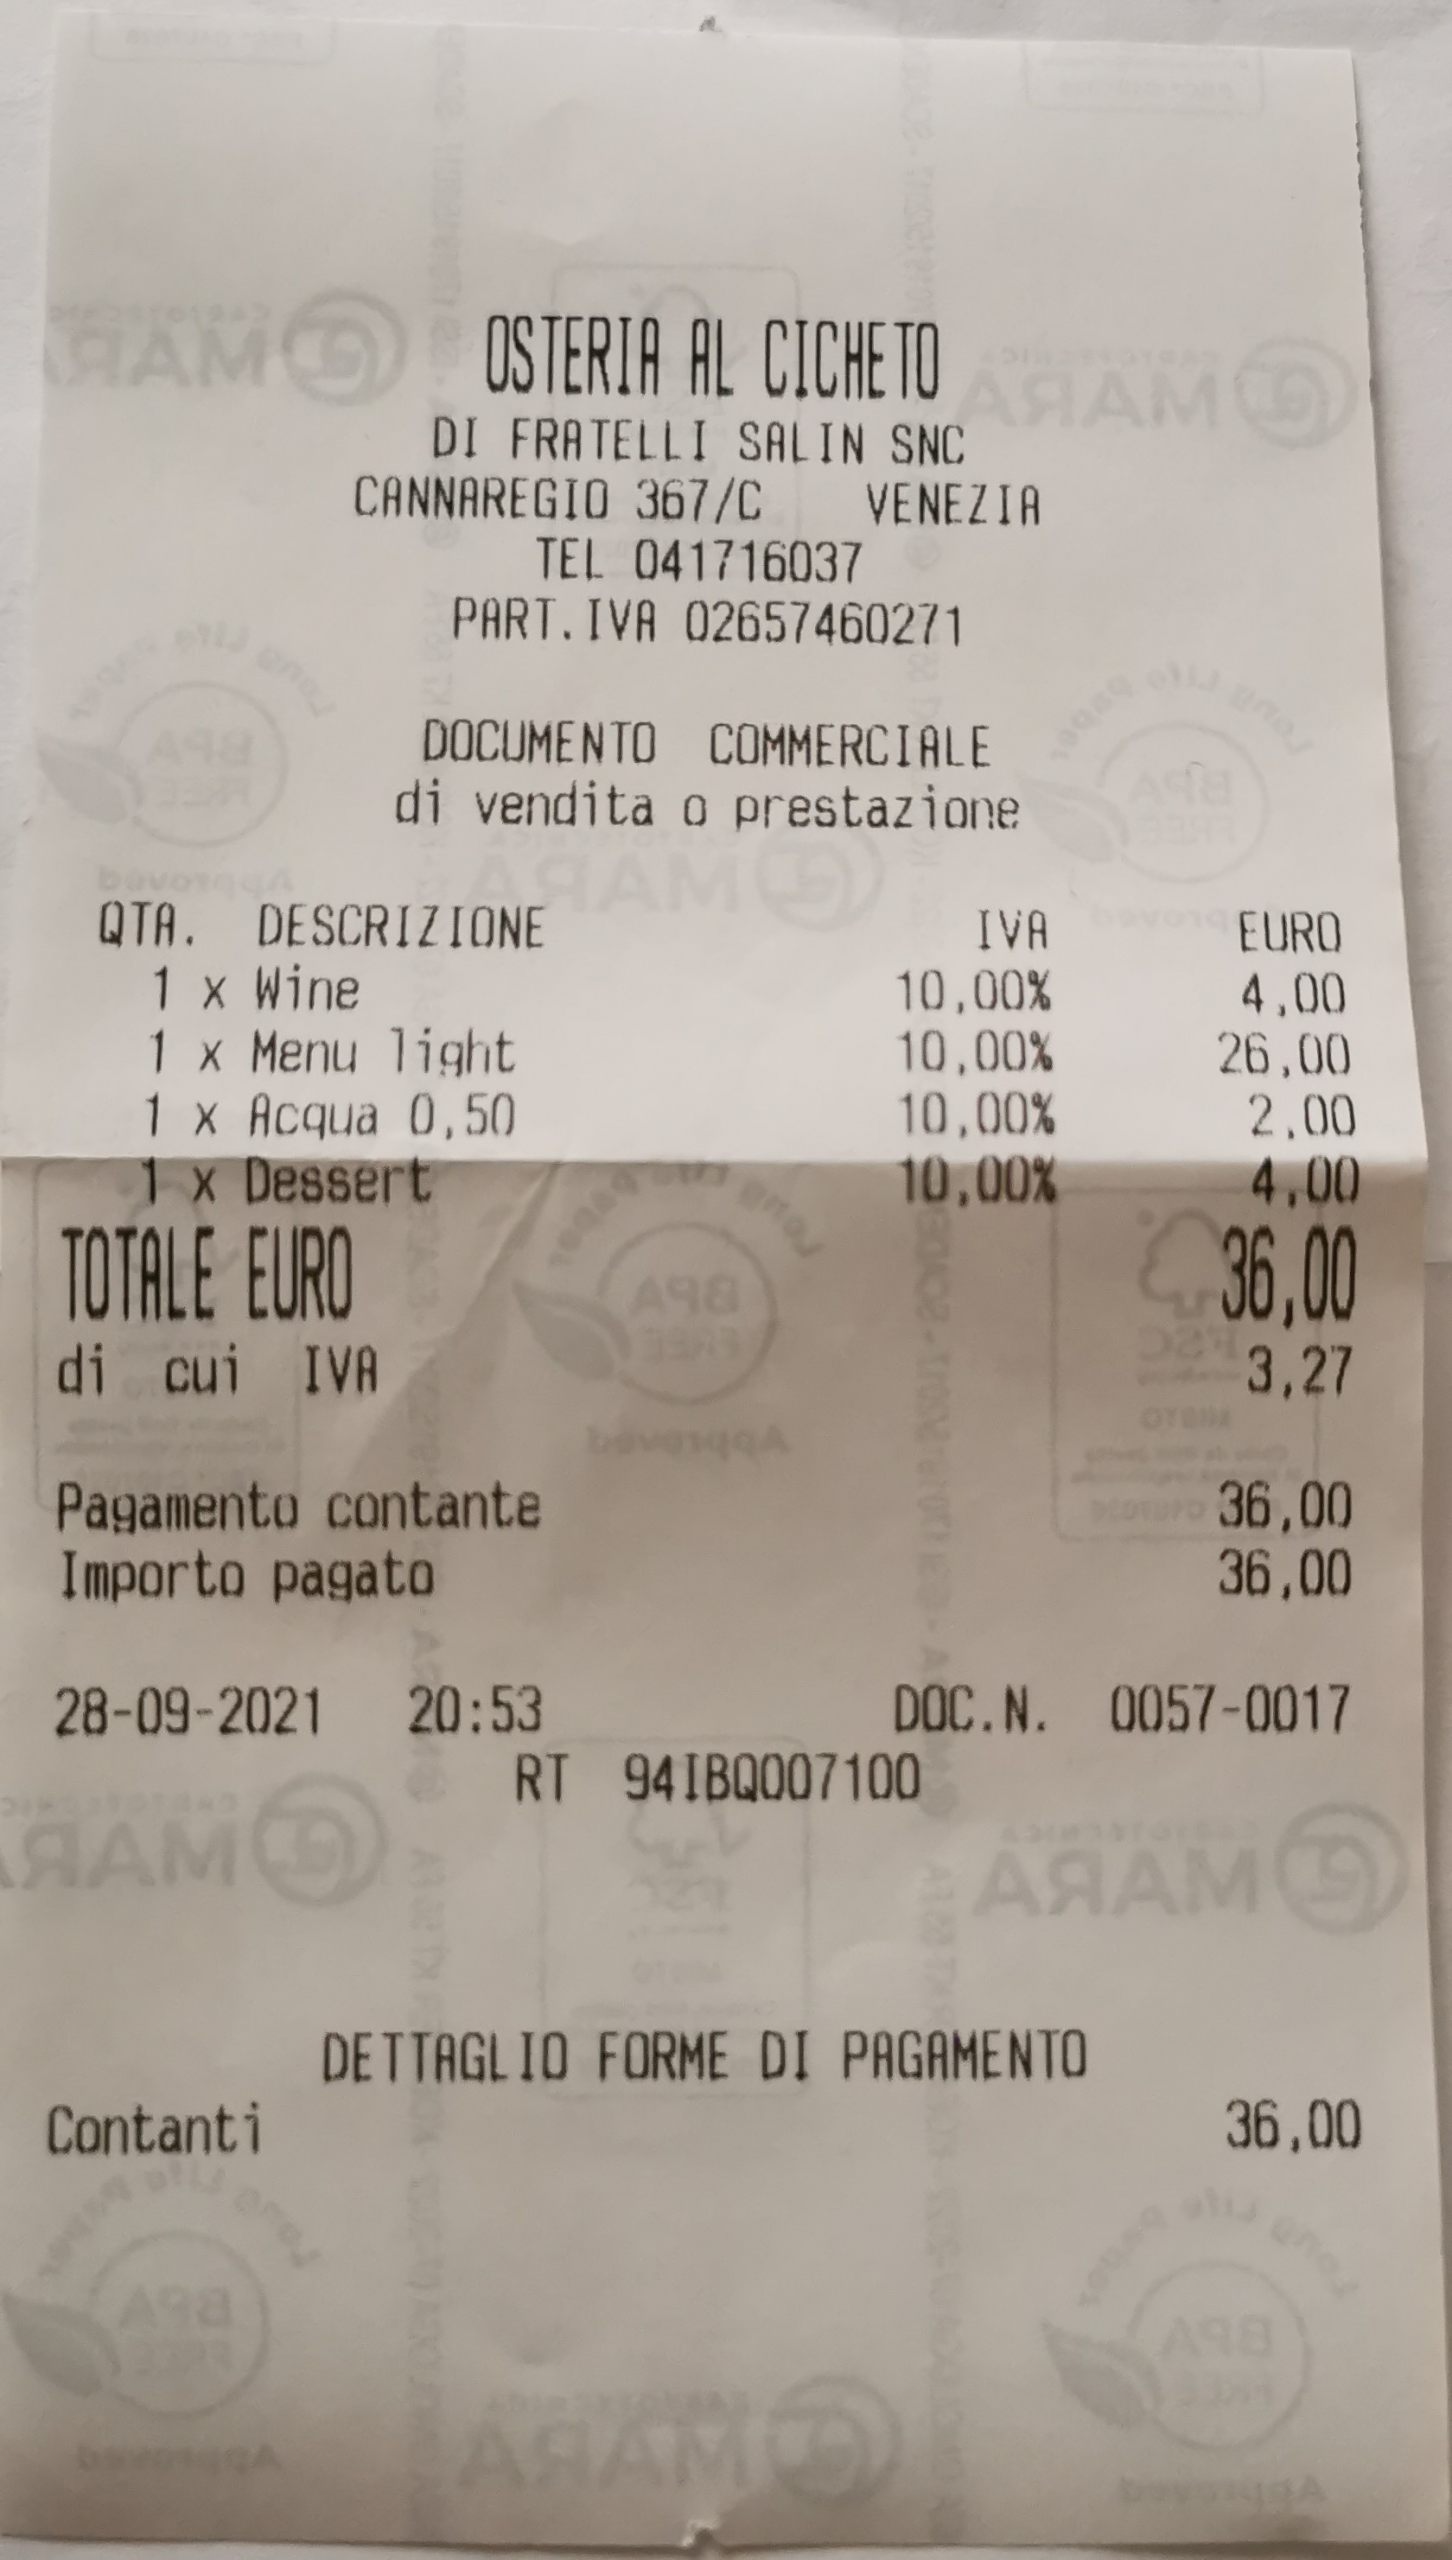 OSTERIA AL CICHETO
DI FRATELLI SALIN SNC
CANNAREGIO 367/C VENEZIA
TEL 041716037
PART.IVA 02657460271
DOCUMENTO COMMERCIALE
di vendita o prestazione
QTA. DESCRIZIONE IVA EURO
1 x Wine 10,00% 4,00
1 x Menu light 10,00% 26,00
1 x Acqua 0,50 10,00% 2,00
1 x Dessert 10,00% 4,00
TOTALE EURO 36,00
di cui IVA 3,27
Pagamento contante 36,00
Importo pagato 36,00
28-09-2021 20:53 DOC.N. 0057-0017
RT 94IBQ007100
DETTAGLIO FORME DI PAGAMENTO
Contanti 36,00